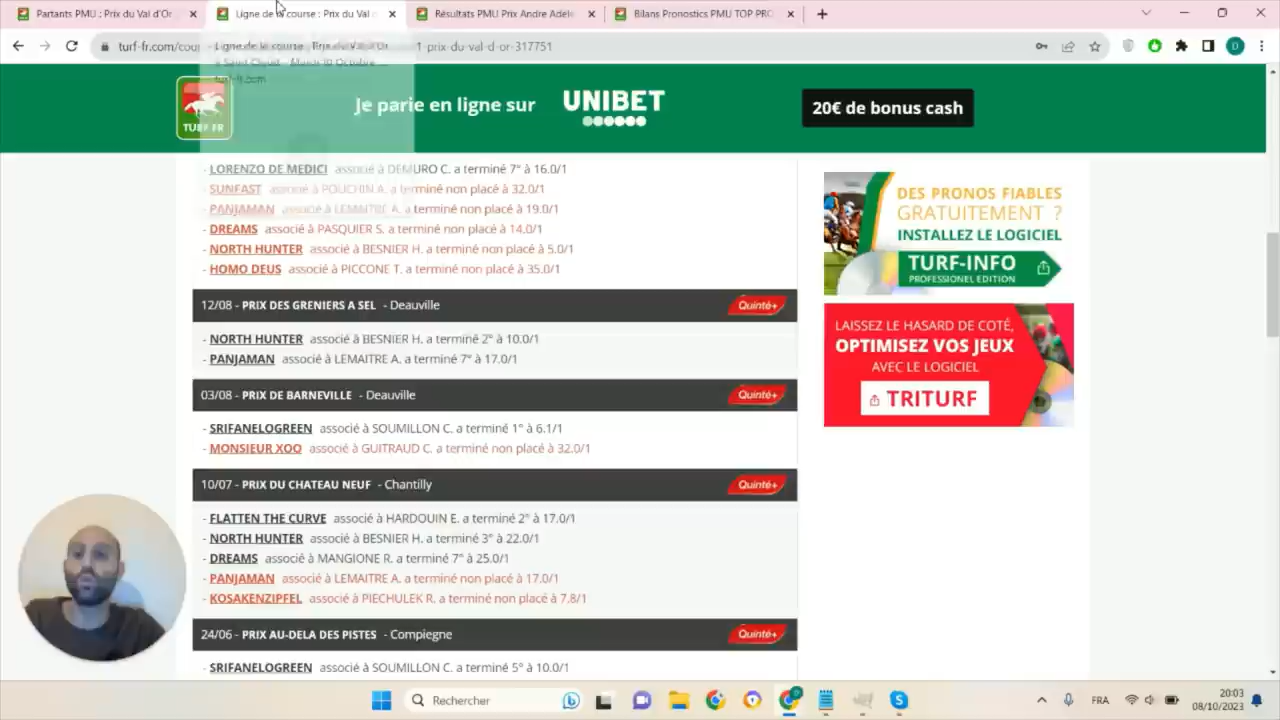 Partants PMU : Prix du Val d'Or
Ligne de la course : Prix du Val
Résultats PMU Prix Andre Adèle
Bilans Pronostics PMU TOP PRO
turf-fr.com/cou
1-prix-du-val-d-or-317751
Ligne de la course : Prix du Val d'Or
turf-fr.com
TURF FR
Je parie en ligne sur
UNIBET
20€ de bonus cash
- LORENZO DE MEDICI associé à DEMURO C. a terminé 7° à 16.0/1
- SUNFAST associé à POUCHIN A. a terminé non placé à 32.0/1
- PANJAMAN associé à LEMAITRE A. a terminé non placé à 19.0/1
- DREAMS associé à PASQUIER S. a terminé non placé à 14.0/1
- NORTH HUNTER associé à BESNIER H. a terminé non placé à 5.0/1
- HOMO DEUS associé à PICCONE T. a terminé non placé à 35.0/1
12/08 - PRIX DES GRENIERS A SEL - Deauville
Quinté+
- NORTH HUNTER associé à BESNIER H. a terminé 2° à 10.0/1
- PANJAMAN associé à LEMAITRE A. a terminé 7° à 17.0/1
03/08 - PRIX DE BARNEVILLE - Deauville
Quinté+
- SRIFANELOGREEN associé à SOUMILLON C. a terminé 1° à 6.1/1
- MONSIEUR XOO associé à GUITRAUD C. a terminé non placé à 32.0/1
10/07 - PRIX DU CHATEAU NEUF - Chantilly
Quinté+
- FLATTEN THE CURVE associé à HARDOUIN E. a terminé 2° à 17.0/1
- NORTH HUNTER associé à BESNIER H. a terminé 3° à 22.0/1
- DREAMS associé à MANGIONE R. a terminé 7° à 25.0/1
- PANJAMAN associé à LEMAITRE A. a terminé non placé à 17.0/1
- KOSAKENZIPFEL associé à PIECHULEK R. a terminé non placé à 7.8/1
24/06 - PRIX AU-DELA DES PISTES - Compiegne
Quinté+
- SRIFANELOGREEN associé à SOUMILLON C. a terminé 5° à 10.0/1
DES PRONOS FIABLES
GRATUITEMENT ?
INSTALLEZ LE LOGICIEL
TURF-INFO
PROFESSIONEL EDITION
LAISSEZ LE HASARD DE COTÉ,
OPTIMISEZ VOS JEUX
AVEC LE LOGICIEL
TRITURF
Rechercher
FRA
20:03
08/10/2023